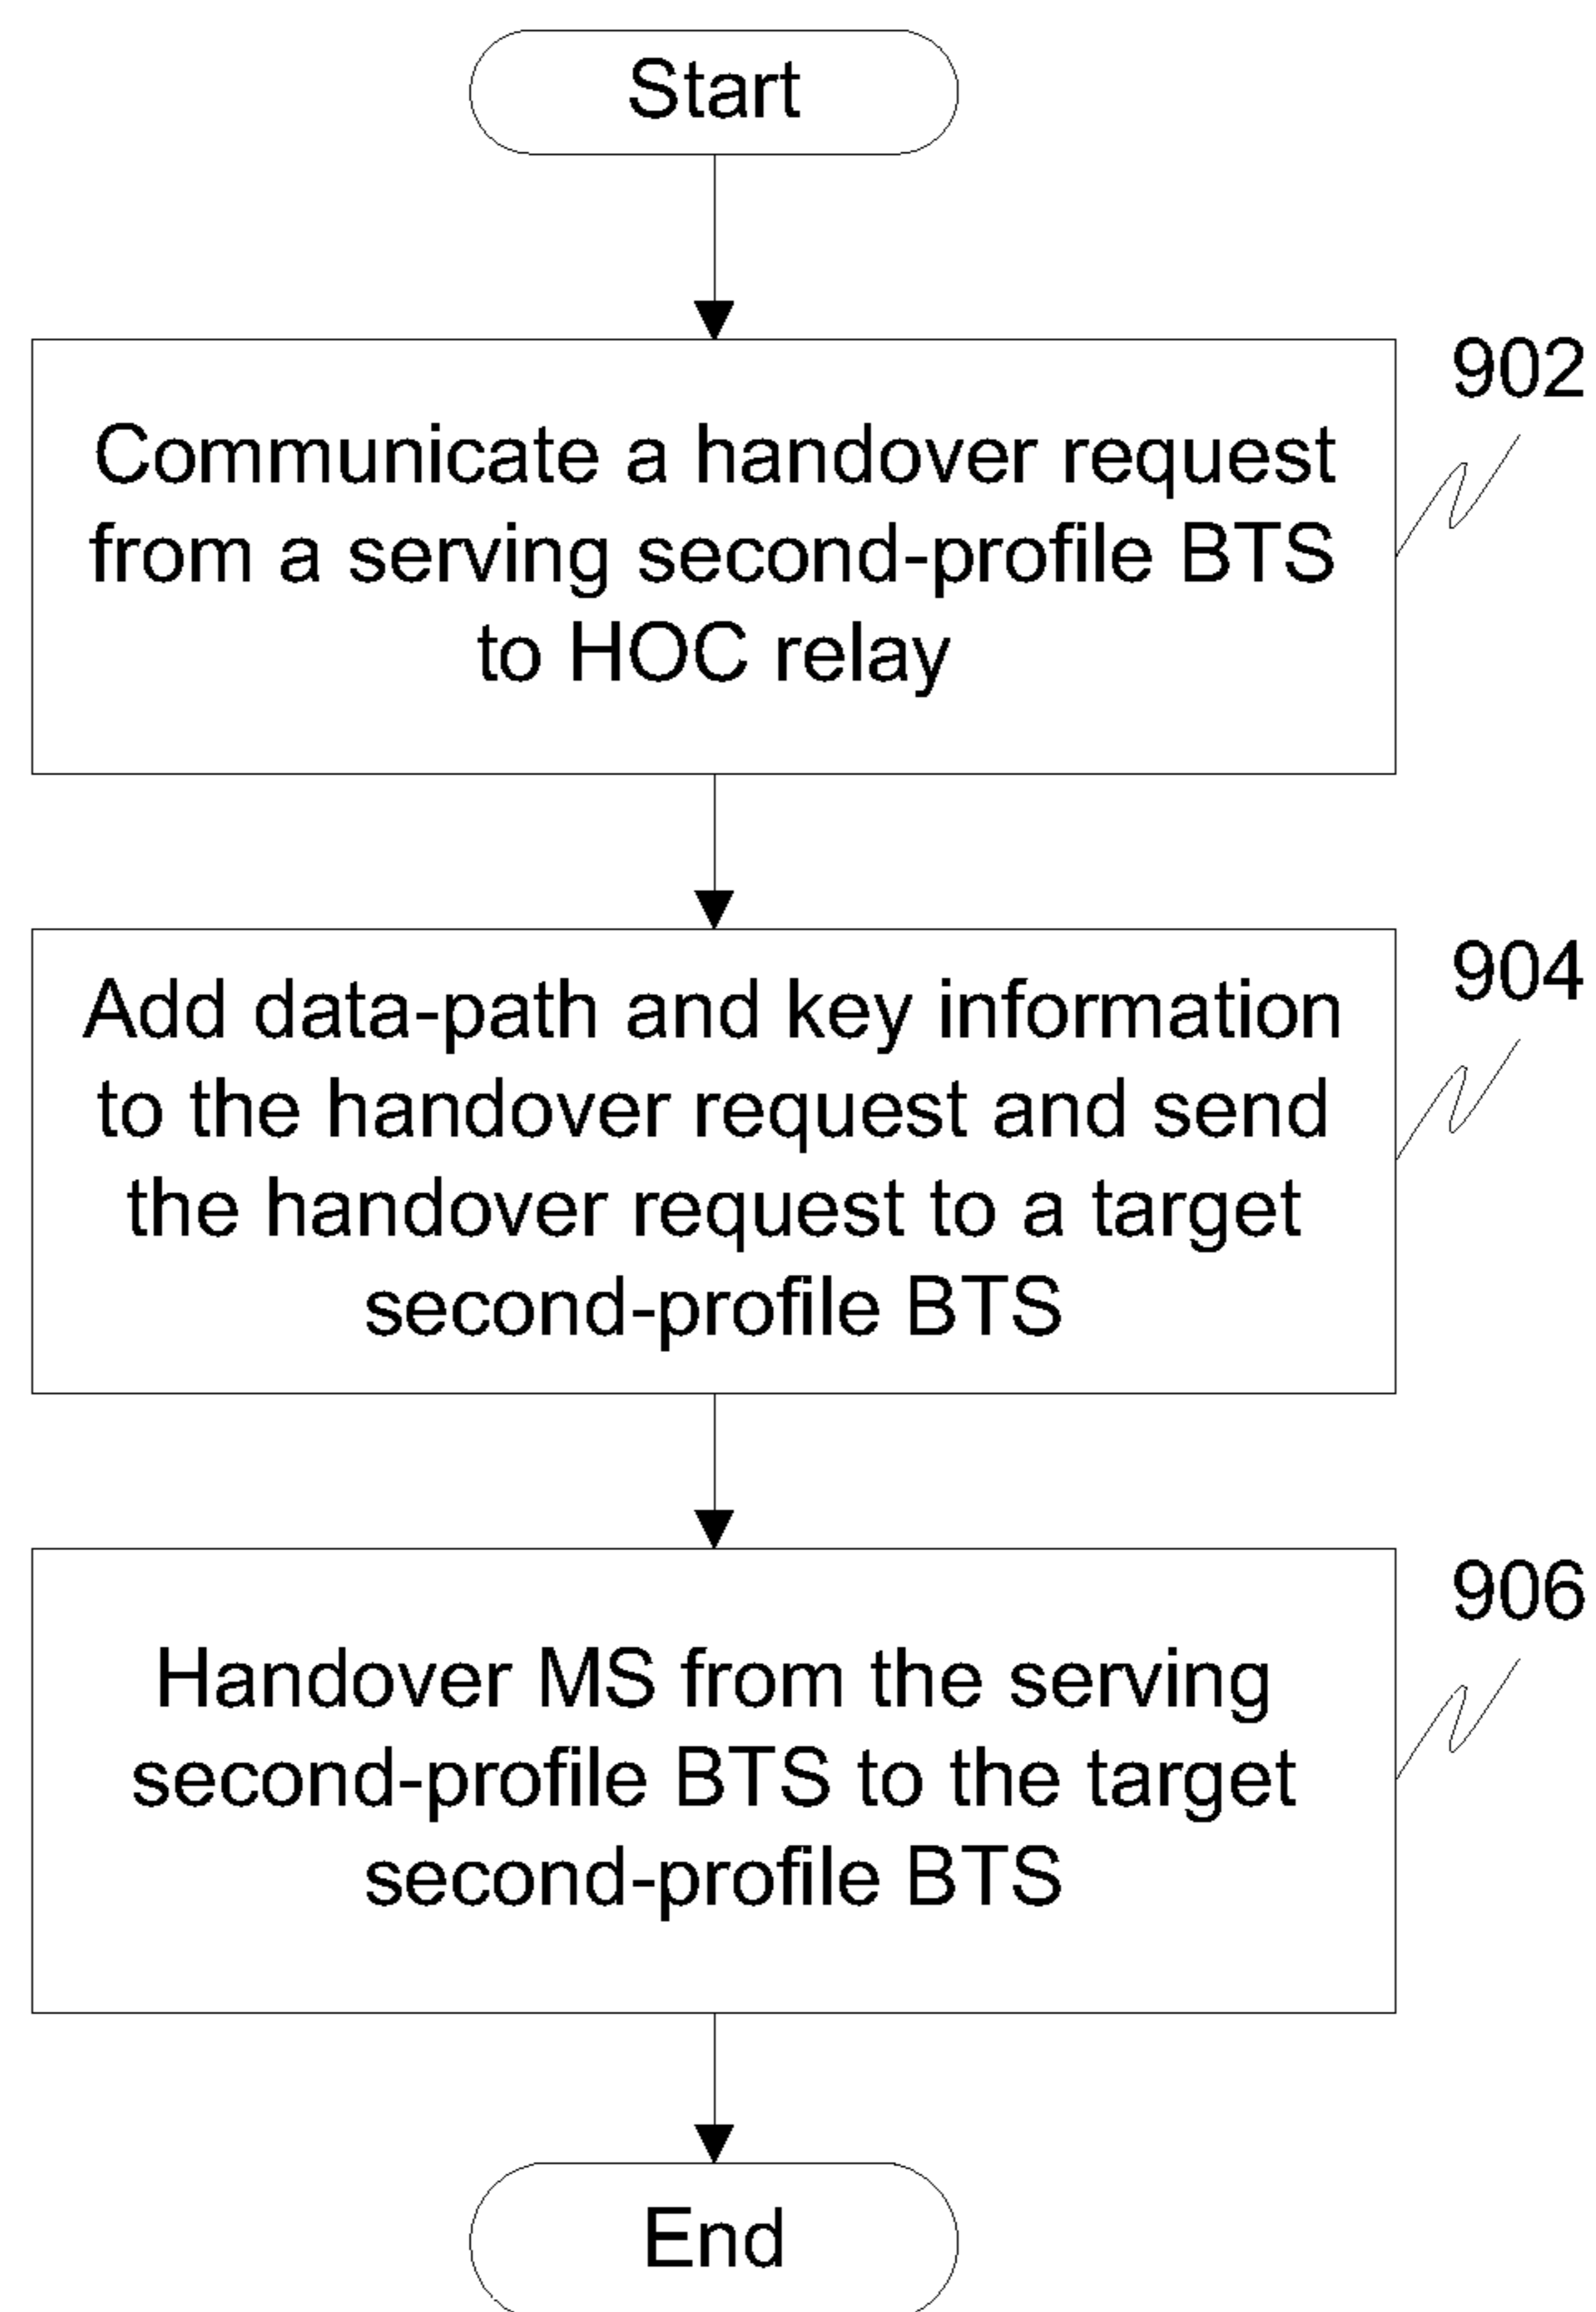 Start
902
Communicate a handover request
from a serving second-profile BTS
to HOC relay
904
Add data-path and key information
to the handover request and send
the handover request to a target
second-profile BTS
906
Handover MS from the serving
second-profile BTS to the target
second-profile BTS
End